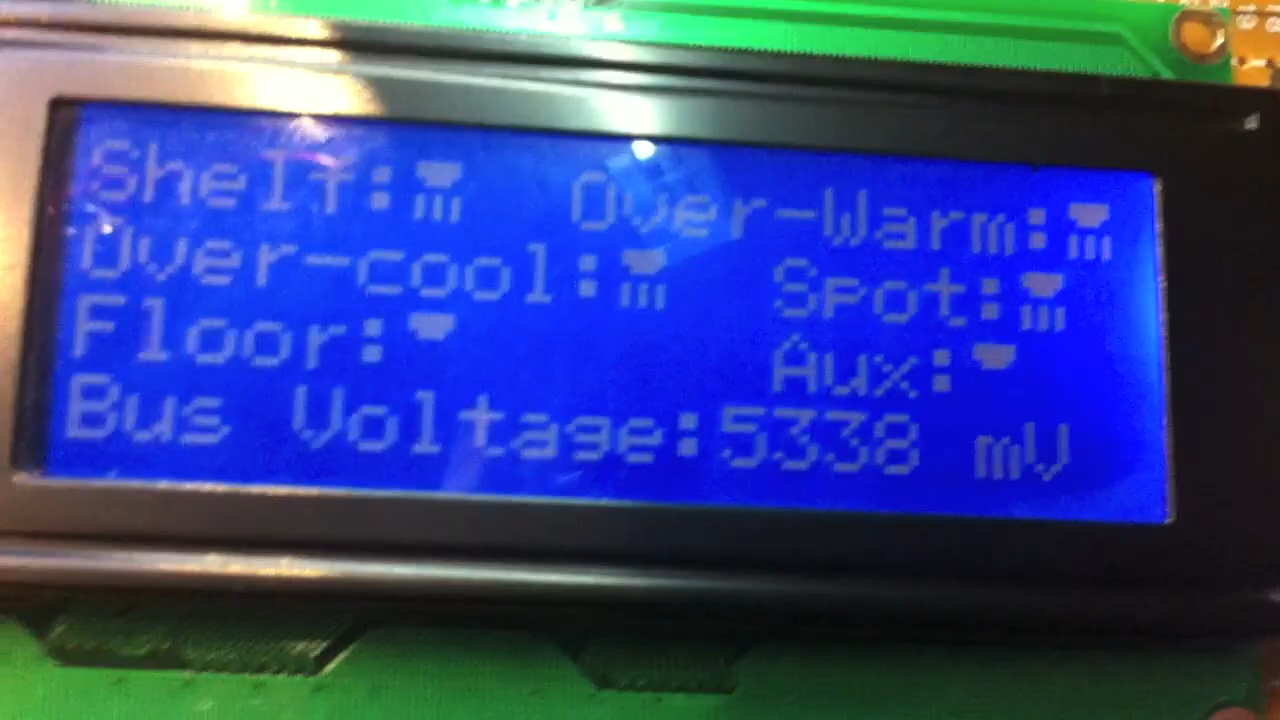 Shelf: Over-Warm:
Over-cool: Spot:
Floor: Aux:
Bus Voltage:5338 mV